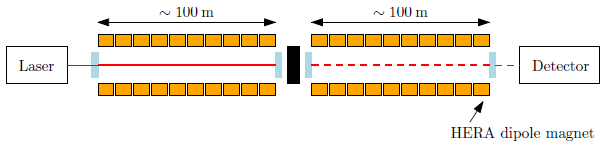 ∼ 100 m
∼ 100 m
Laser
Detector
HERA dipole magnet